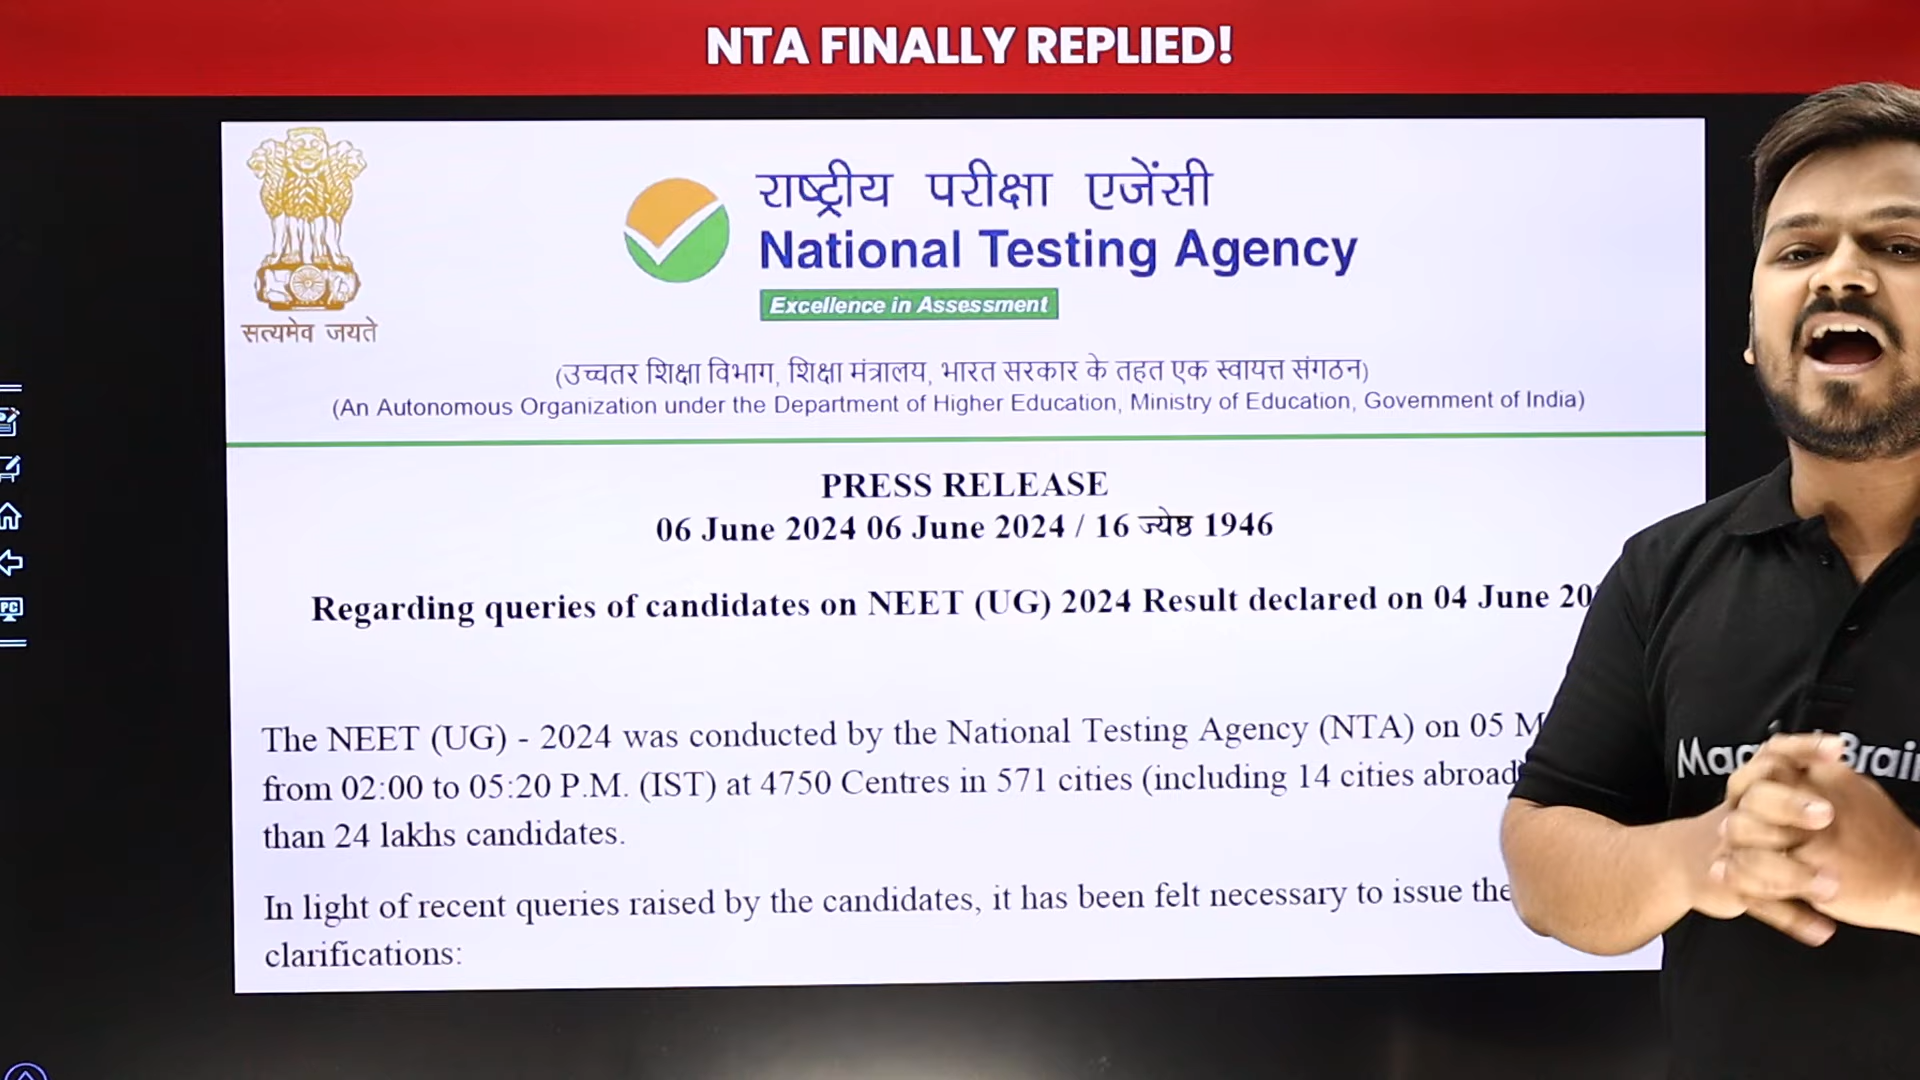 NTA FINALLY REPLIED!
राष्ट्रीय परीक्षा एजेंसी
National Testing Agency
Excellence in Assessment
सत्यमेव जयते
(उच्चतर शिक्षा विभाग, शिक्षा मंत्रालय, भारत सरकार के तहत एक स्वायत्त संगठन)
(An Autonomous Organization under the Department of Higher Education, Ministry of Education, Government of India)
PRESS RELEASE
06 June 2024 06 June 2024 / 16 ज्येष्ठ 1946
Regarding queries of candidates on NEET (UG) 2024 Result declared on 04 June 20
The NEET (UG) - 2024 was conducted by the National Testing Agency (NTA) on 05 M
from 02:00 to 05:20 P.M. (IST) at 4750 Centres in 571 cities (including 14 cities abroad)
than 24 lakhs candidates.
In light of recent queries raised by the candidates, it has been felt necessary to issue the
clarifications:
PC